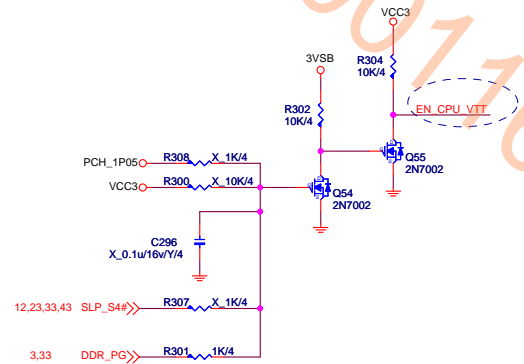 VCC3
3VSB
R304
10K/4
R302
10K/4
EN_CPU_VTT
Q55
2N7002
PCH_1P05
R308
X_1K/4
VCC3
R300
X_10K/4
Q54
2N7002
C296
X_0.1u/16v/Y/4
12,23,33,43 SLP_S4#
R307
X_1K/4
3,33 DDR_PG
R301
1K/4